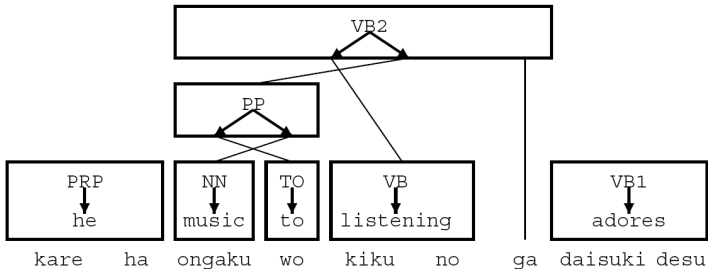 VB2
PP
PRP NN TO VB VB1
he music to listening adores
kare ha ongaku wo kiku no ga daisuki desu